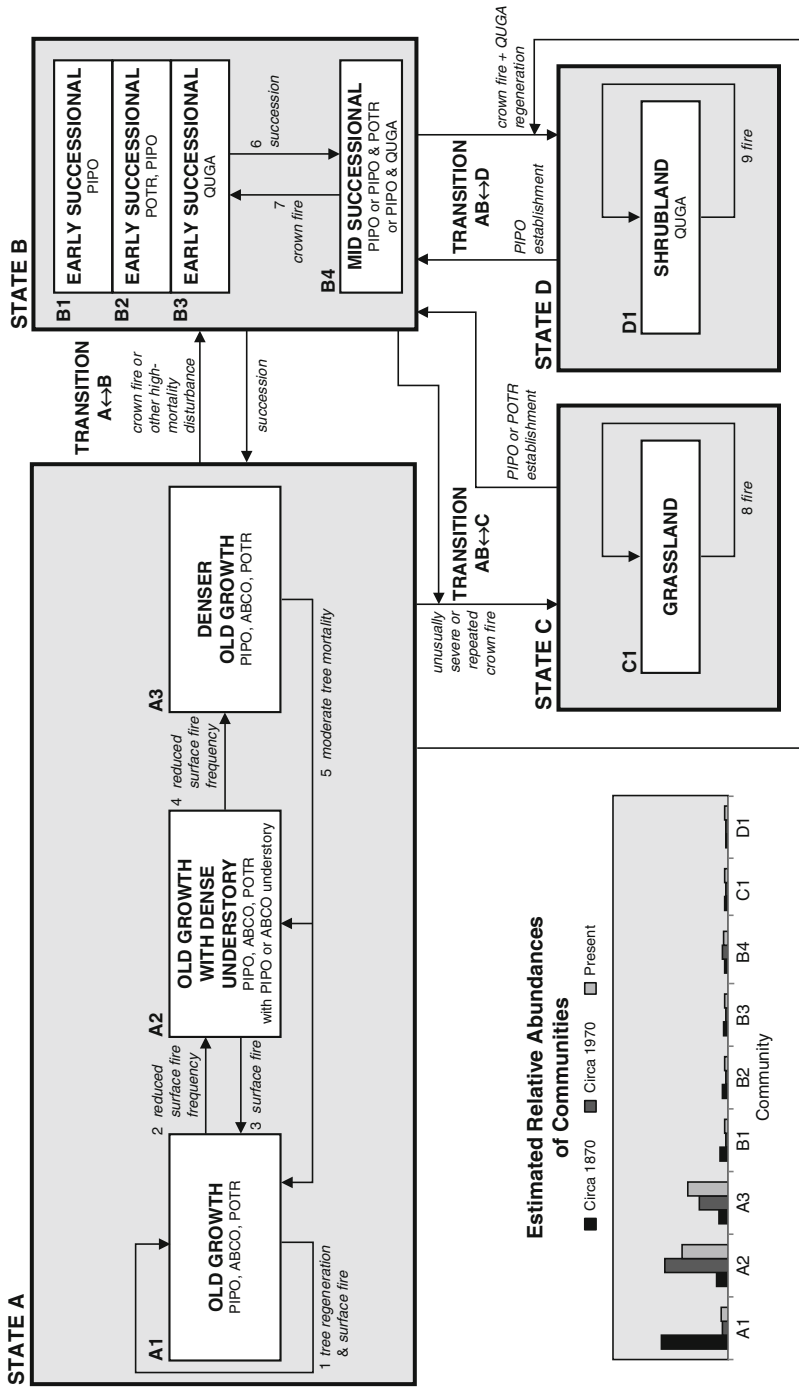 STATE A
A1
OLD GROWTH
PIPO, ABCO, POTR
1 tree regeneration
& surface fire
2 reduced
surface fire
frequency
3 surface fire
A2
OLD GROWTH
WITH DENSE
UNDERSTORY
PIPO, ABCO, POTR
with PIPO or ABCO understory
4 reduced
surface fire
frequency
A3
DENSER
OLD GROWTH
PIPO, ABCO, POTR
5 moderate tree mortality
TRANSITION
A↔B
crown fire or
other high-
mortality
disturbance
succession
STATE B
B1
EARLY SUCCESSIONAL
PIPO
B2
EARLY SUCCESSIONAL
POTR, PIPO
B3
EARLY SUCCESSIONAL
QUGA
6
succession
7
crown fire
B4
MID SUCCESSIONAL
PIPO or PIPO & POTR
or PIPO & QUGA
unusually
severe or
repeated
crown fire
TRANSITION
AB↔C
PIPO or POTR
establishment
STATE C
C1
GRASSLAND
8 fire
PIPO
establishment
TRANSITION
AB↔D
crown fire + QUGA
regeneration
STATE D
D1
SHRUBLAND
QUGA
9 fire
Estimated Relative Abundances
of Communities
Circa 1870 Circa 1970 Present
A1 A2 A3 B1 B2 B3 B4 C1 D1
Community